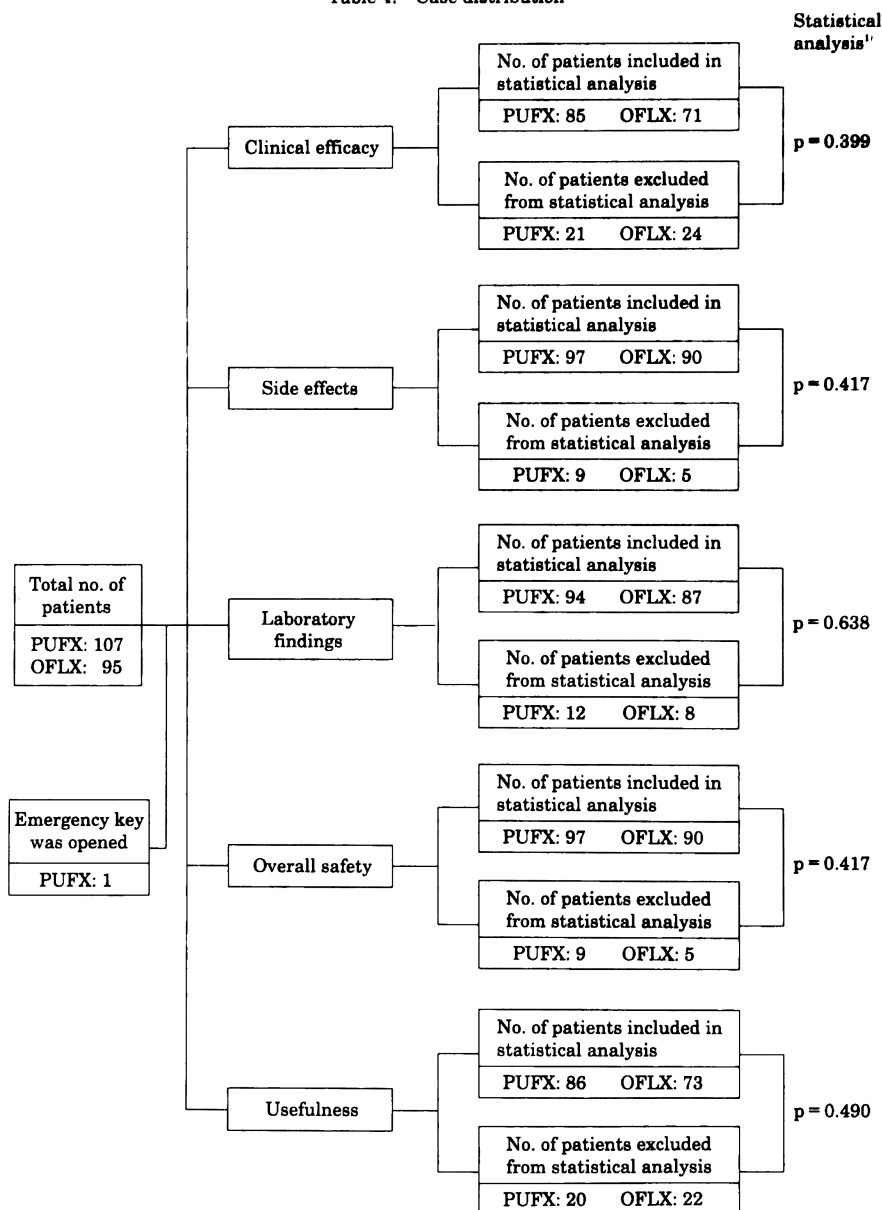 Table 4. Case distribution
Statistical
analysis¹⁾
No. of patients included in
statistical analysis
PUFX: 85 OFLX: 71
Clinical efficacy
p = 0.399
No. of patients excluded
from statistical analysis
PUFX: 21 OFLX: 24
No. of patients included in
statistical analysis
PUFX: 97 OFLX: 90
Side effects
p = 0.417
No. of patients excluded
from statistical analysis
PUFX: 9 OFLX: 5
No. of patients included in
statistical analysis
PUFX: 94 OFLX: 87
Total no. of
patients
PUFX: 107
OFLX: 95
Laboratory
findings
p = 0.638
No. of patients excluded
from statistical analysis
PUFX: 12 OFLX: 8
No. of patients included in
statistical analysis
PUFX: 97 OFLX: 90
Emergency key
was opened
PUFX: 1
Overall safety
p = 0.417
No. of patients excluded
from statistical analysis
PUFX: 9 OFLX: 5
No. of patients included in
statistical analysis
PUFX: 86 OFLX: 73
Usefulness
p = 0.490
No. of patients excluded
from statistical analysis
PUFX: 20 OFLX: 22